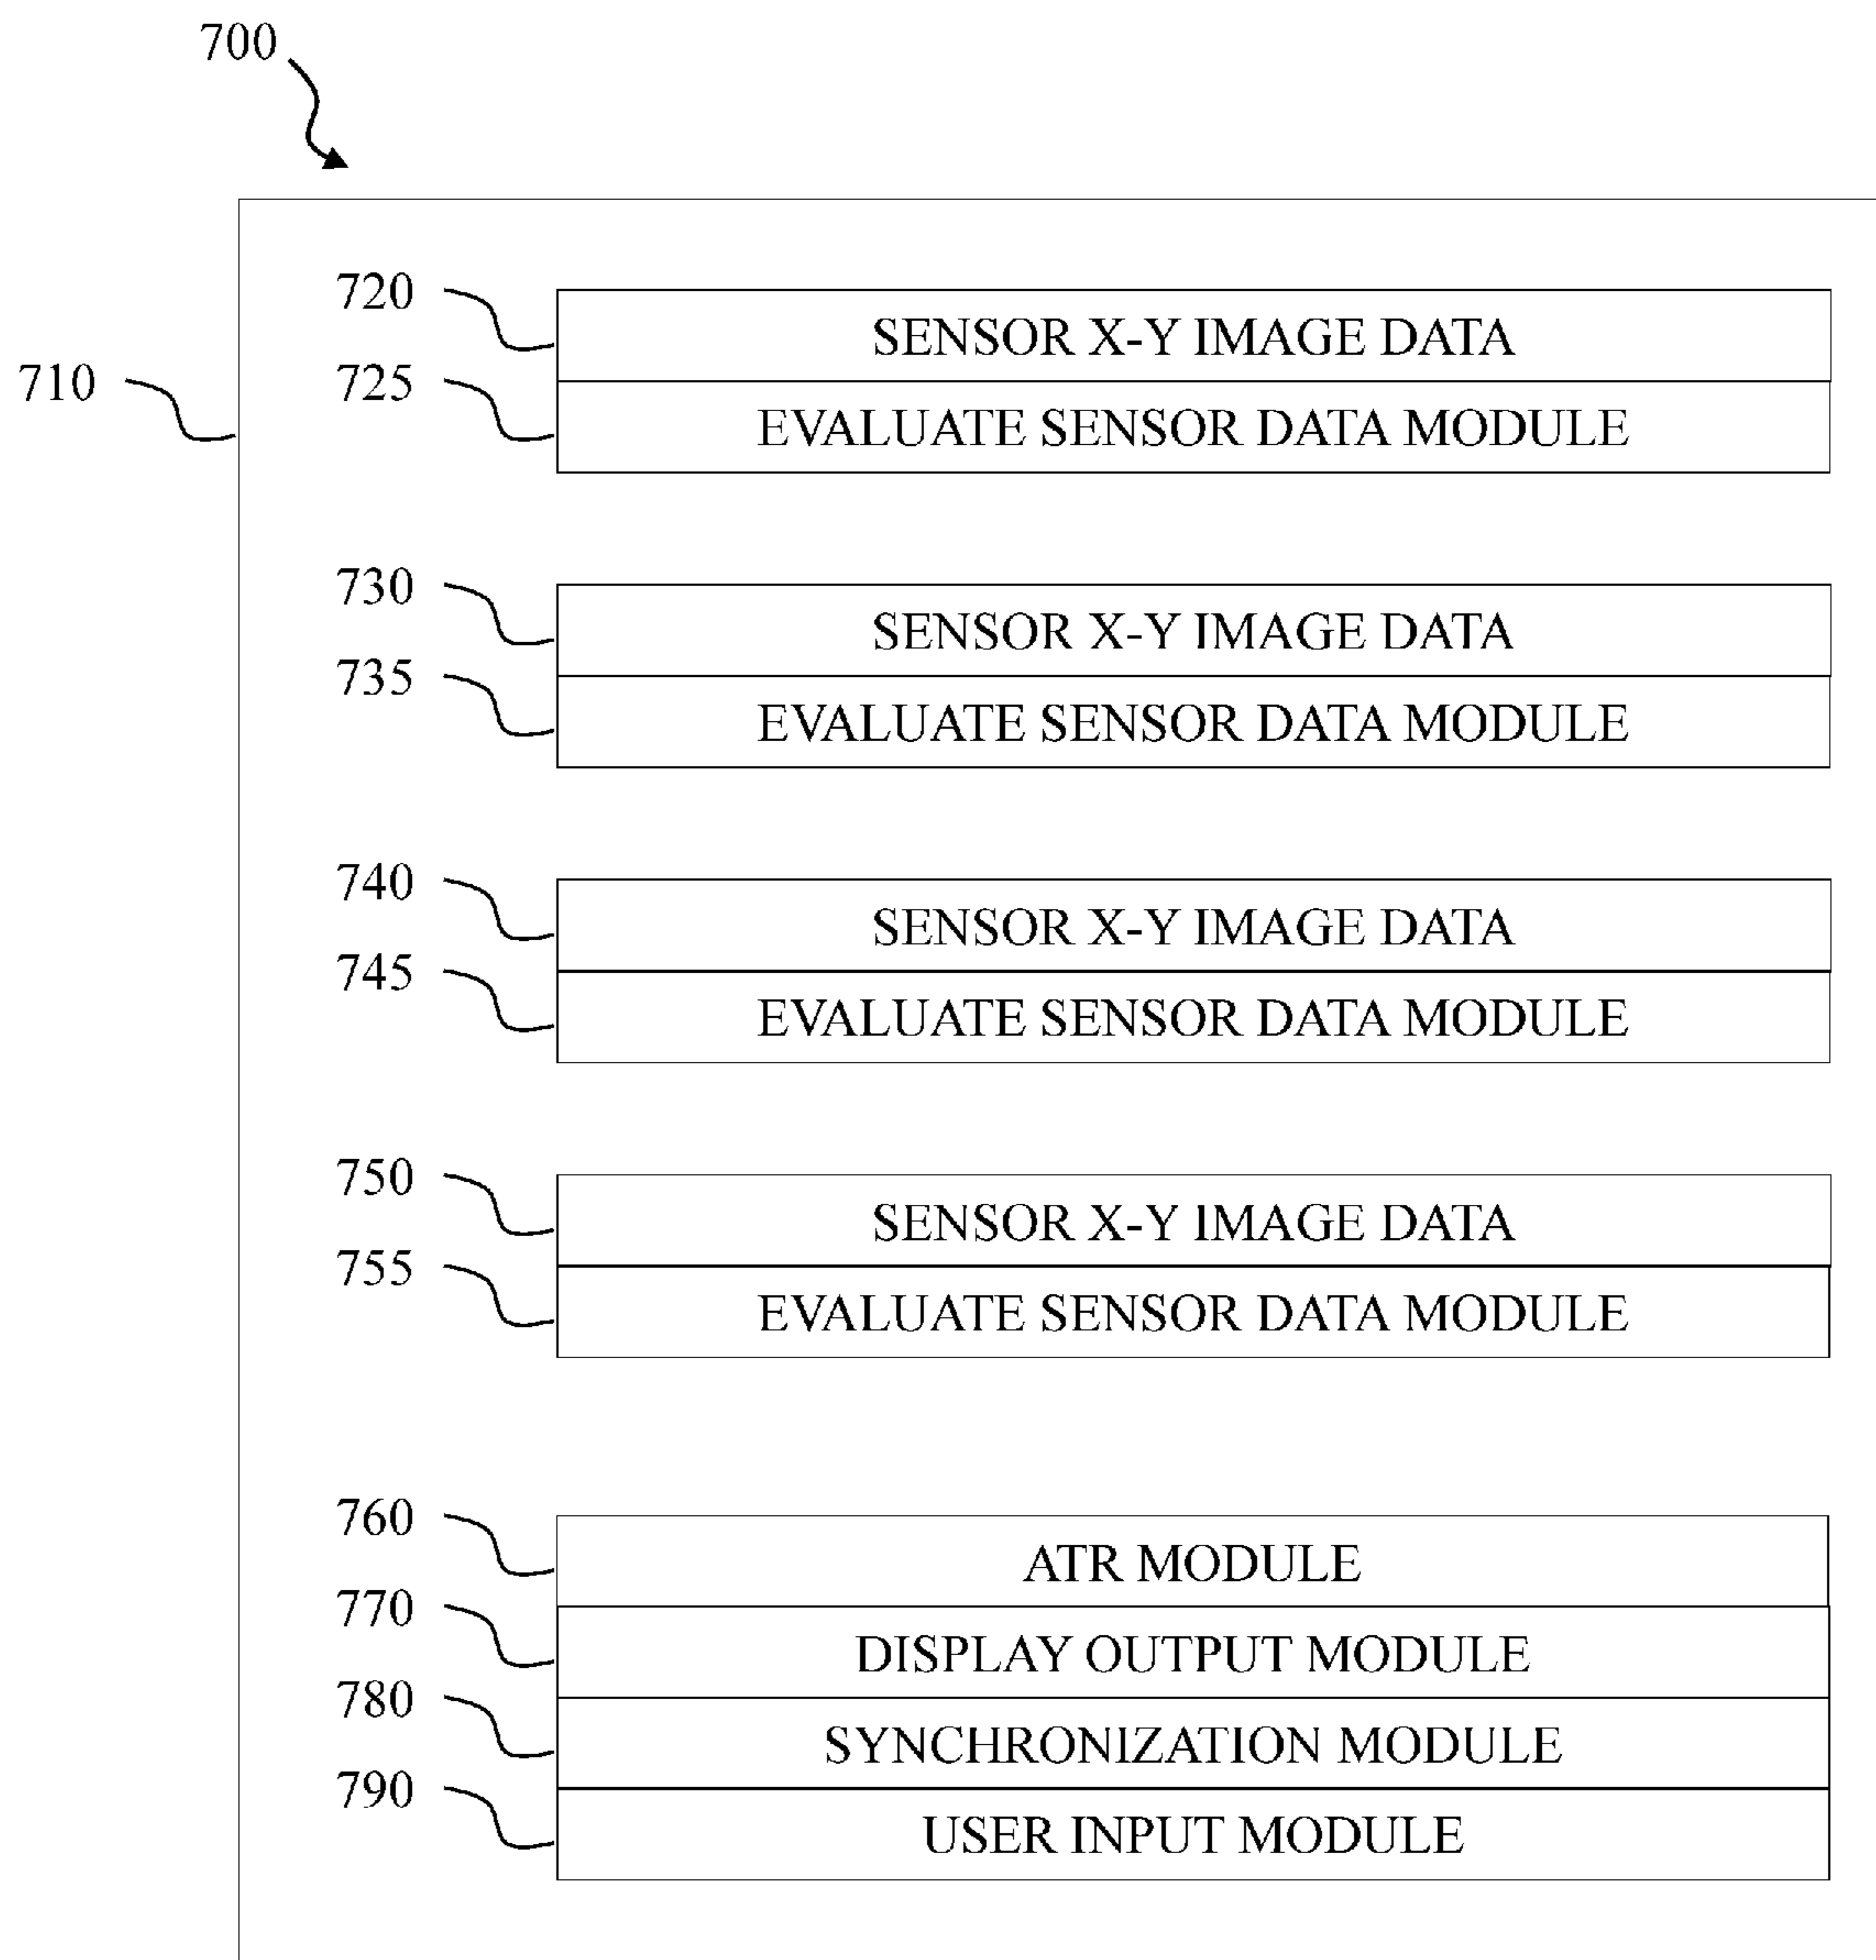 700
720 SENSOR X-Y IMAGE DATA
710 725 EVALUATE SENSOR DATA MODULE
730 SENSOR X-Y IMAGE DATA
735 EVALUATE SENSOR DATA MODULE
740 SENSOR X-Y IMAGE DATA
745 EVALUATE SENSOR DATA MODULE
750 SENSOR X-Y IMAGE DATA
755 EVALUATE SENSOR DATA MODULE
760 ATR MODULE
770 DISPLAY OUTPUT MODULE
780 SYNCHRONIZATION MODULE
790 USER INPUT MODULE